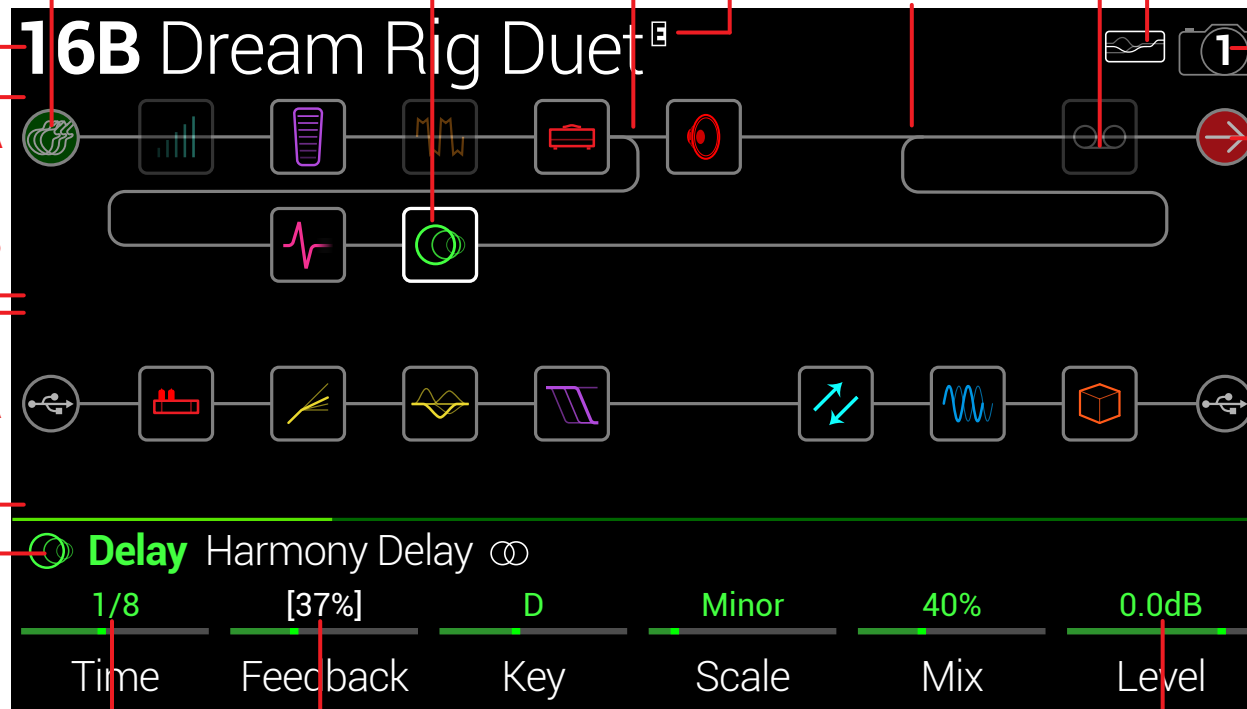 16B Dream Rig Duet E
1
Delay Harmony Delay
1/8 [37%] D Minor 40% 0.0dB
Time Feedback Key Scale Mix Level